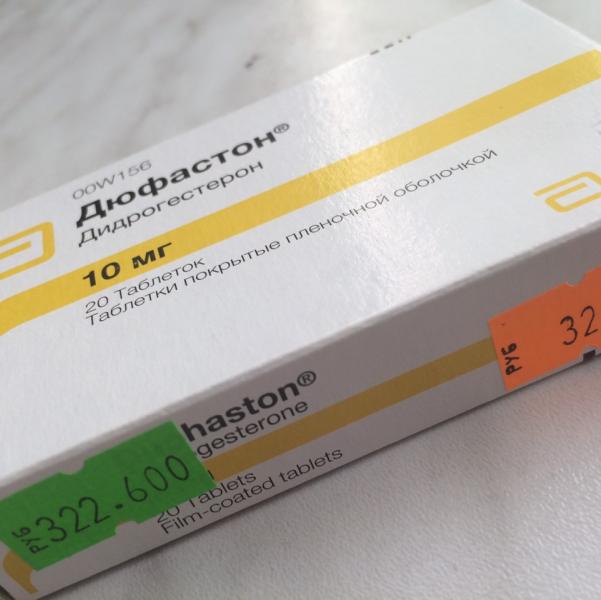 00W156
Дюфастон®
Дидрогестерон
10 мг
20 Таблеток
Таблетки покрытые пленочной оболочкой
haston®
gesterone
20 Tablets
Film-coated tablets
РУБ 322.600
РУБ 32